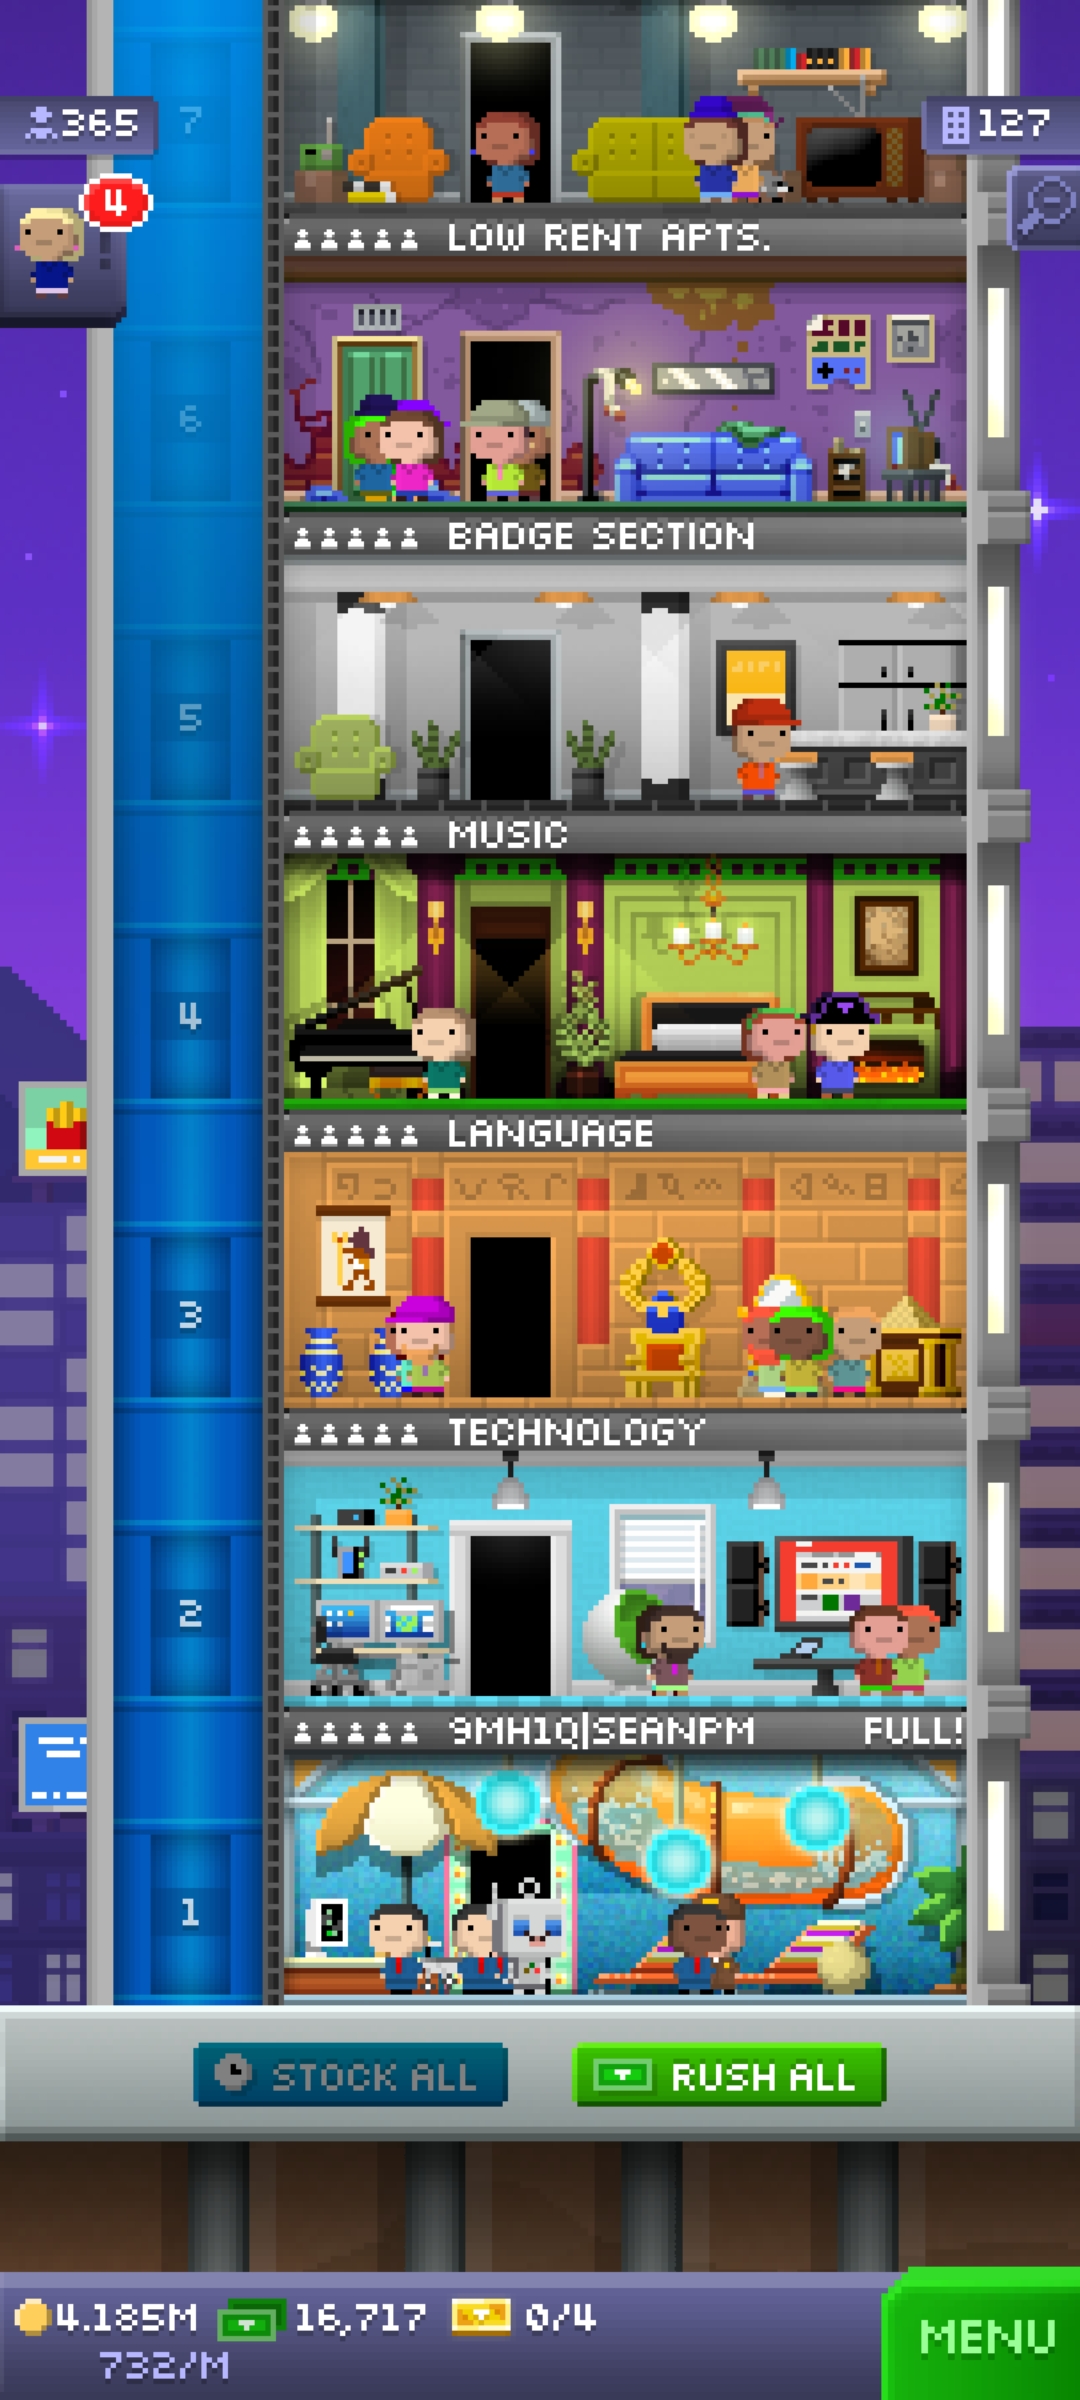 7
365
127
4
LOW RENT APTS.
6
BADGE SECTION
5
MUSIC
4
LANGUAGE
3
TECHNOLOGY
2
9MH1Q|SEANPM FULL!
1
STOCK ALL
RUSH ALL
4.185M 16,717 0/4
732/M
MENU